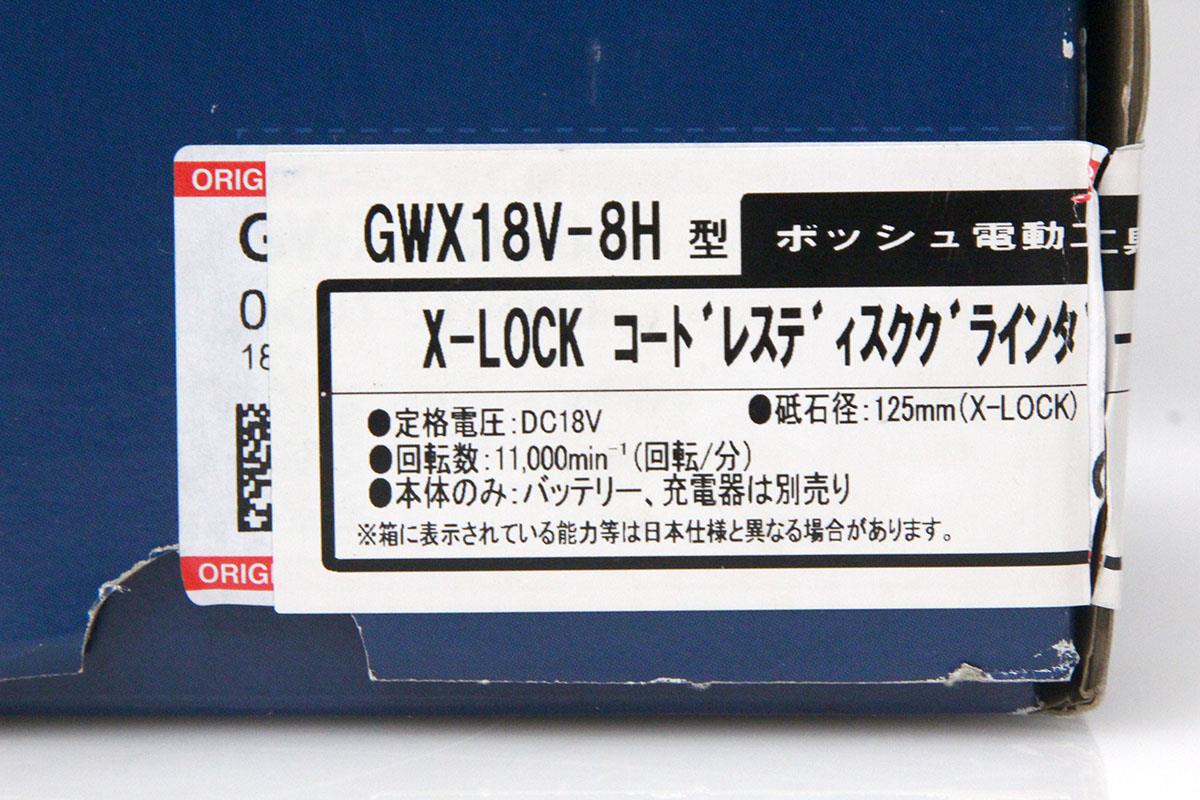 ORIG
G
0
18
ORIGI
GWX18V-8H 型 ボッシュ電動工具
X-LOCK コードレスディスクグラインダー
●定格電圧:DC18V ●砥石径:125mm(X-LOCK)
●回転数:11,000min⁻¹(回転/分)
●本体のみ:バッテリー、充電器は別売り
※箱に表示されている能力等は日本仕様と異なる場合があります。